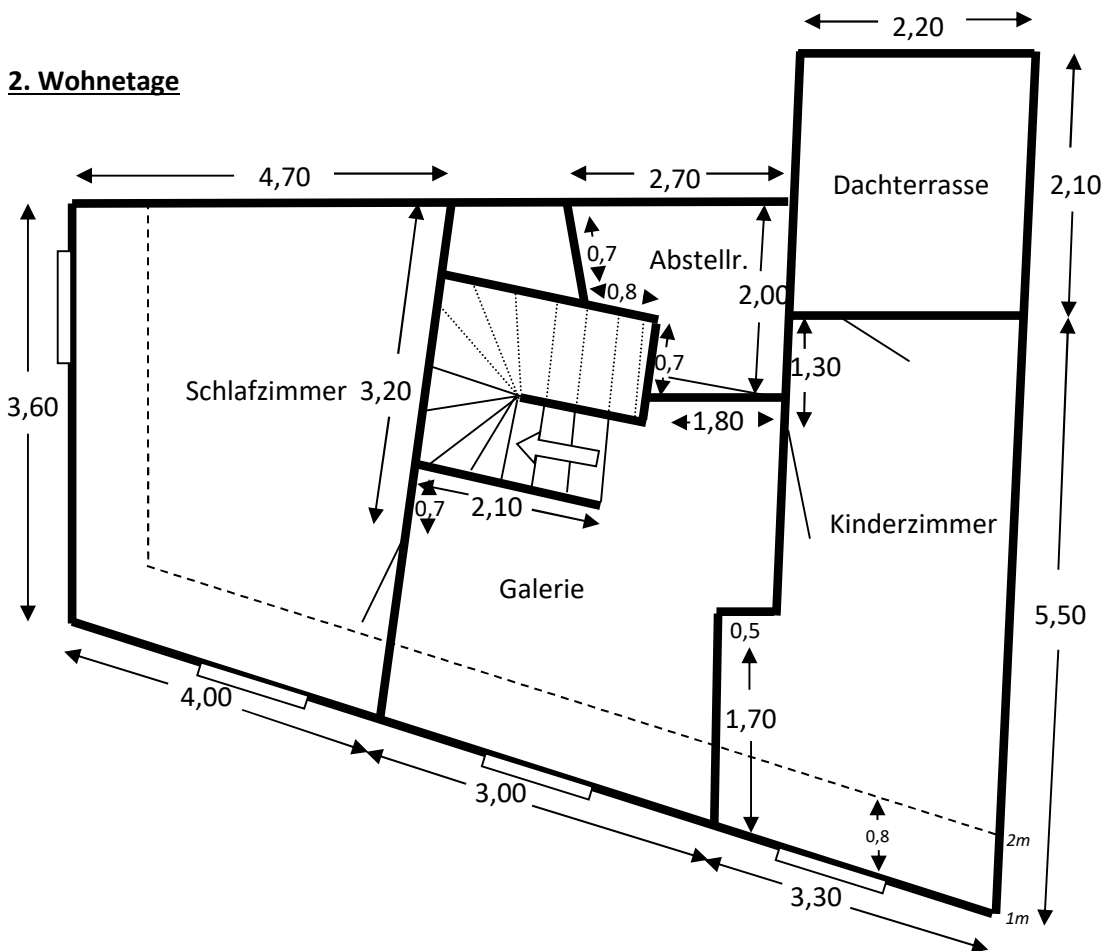 2,20
2. Wohnetage
4,70
2,70
Dachterrasse
2,10
0,7
Abstellr.
0,8
2,00
0,7
1,30
Schlafzimmer
3,20
3,60
1,80
2,10
0,7
Kinderzimmer
Galerie
5,50
0,5
4,00
1,70
3,00
0,8
2m
3,30
1m